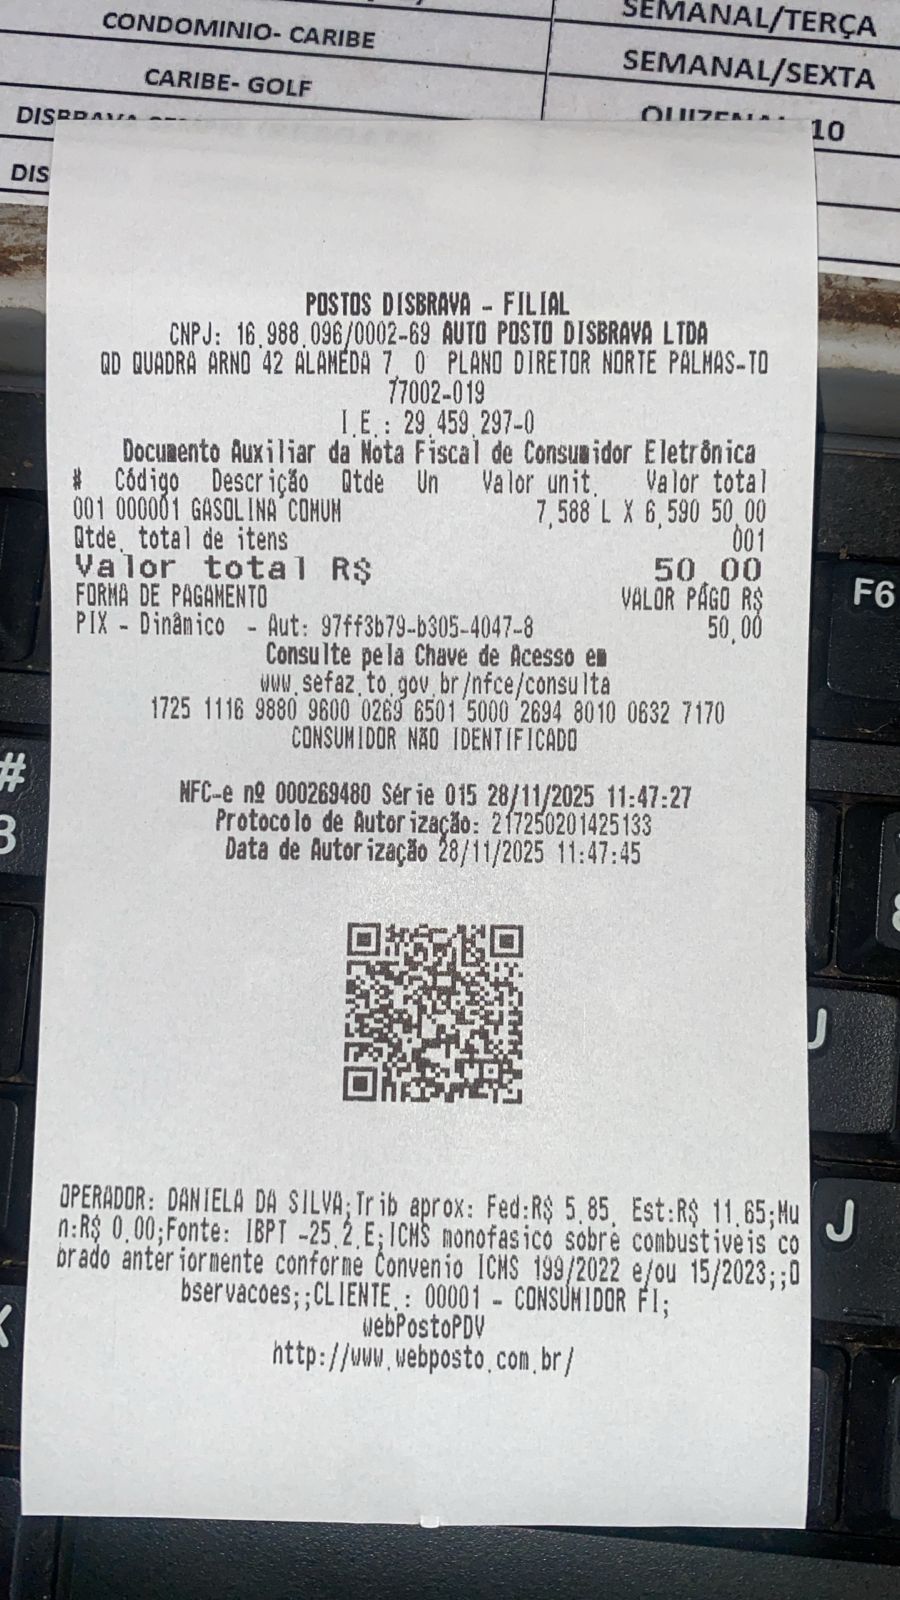 SEMANAL/TERÇA
CONDOMINIO- CARIBE
SEMANAL/SEXTA
CARIBE- GOLF
10
DIS
POSTOS DISBRAVA - FILIAL
CNPJ: 16.988.096/0002-69 AUTO POSTO DISBRAVA LTDA
QD QUADRA ARNO 42 ALAMEDA 7, 0 PLANO DIRETOR NORTE PALMAS-TO
77002-019
I.E.: 29.459.297-0
Documento Auxiliar da Nota Fiscal de Consumidor Eletrônica
# Código Descrição Qtde Un Valor unit. Valor total
001 000001 GASOLINA COMUM 7,588 L X 6,590 50,00
Qtde. total de itens 001
Valor total R$ 50,00
FORMA DE PAGAMENTO VALOR PAGO R$
PIX - Dinâmico - Aut: 97ff3b79-b305-4047-8 50,00
Consulte pela Chave de Acesso em
www.sefaz.to.gov.br/nfce/consulta
1725 1116 9880 9600 0269 6501 5000 2694 8010 0632 7170
CONSUMIDOR NÃO IDENTIFICADO
NFC-e nº 000269480 Série 015 28/11/2025 11:47:27
Protocolo de Autorização: 217250201425133
Data de Autorização 28/11/2025 11:47:45
OPERADOR: DANIELA DA SILVA;Trib aprox: Fed:R$ 5.85, Est:R$ 11.65;Mu
n:R$ 0.00;Fonte: IBPT -25.2.E;ICMS monofasico sobre combustiveis co
brado anteriormente conforme Convenio ICMS 199/2022 e/ou 15/2023;;O
bservacoes;;CLIENTE.: 00001 - CONSUMIDOR FI;
webPostoPDV
http://www.webposto.com.br/
F6
#
3
J